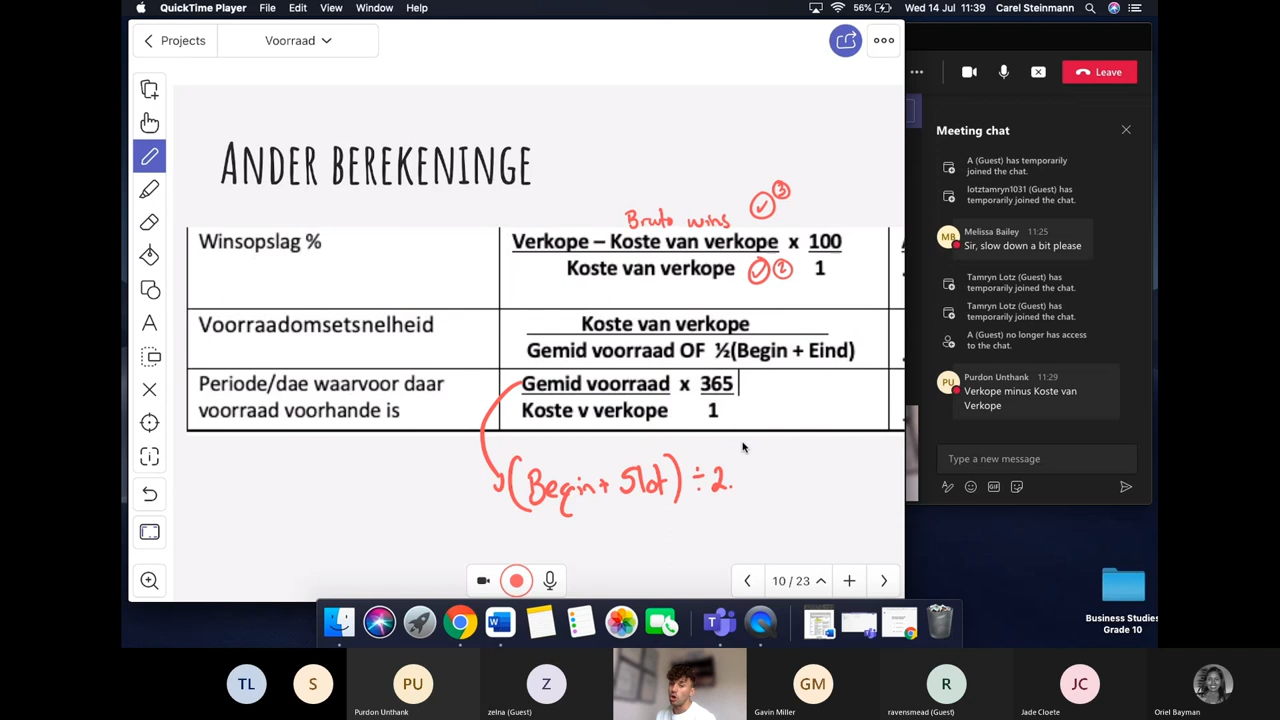 QuickTime Player File Edit View Window Help 56% Wed 14 Jul 11:39 Carel Steinmann
Projects
Voorraad
Leave
Meeting chat
A (Guest) has temporarily
joined the chat.
lotztamryn1031 (Guest) has
temporarily joined the chat.
MB
Melissa Bailey 11:25
Sir, slow down a bit please
Tamryn Lotz (Guest) has
temporarily joined the chat.
Tamryn Lotz (Guest) has
temporarily joined the chat.
A (Guest) no longer has access
to the chat.
PU
Purdon Unthank 11:29
Verkope minus Koste van
Verkope
Type a new message
GIF
ANDER BEREKENINGE
3
Bruto wins
Winsopslag %
Verkope – Koste van verkope x 100
Koste van verkope 2 1
Voorraadomsetsnelheid
Koste van verkope
Gemid voorraad OF ½(Begin + Eind)
Periode/dae waarvoor daar
voorraad voorhande is
Gemid voorraad x 365
Koste v verkope 1
(Begin + Slot) ÷ 2.
10 / 23
Business Studies
Grade 10
TL
S
PU
Purdon Unthank
Z
zelna (Guest)
GM
Gavin Miller
R
ravensmead (Guest)
JC
Jade Cloete
Oriel Bayman